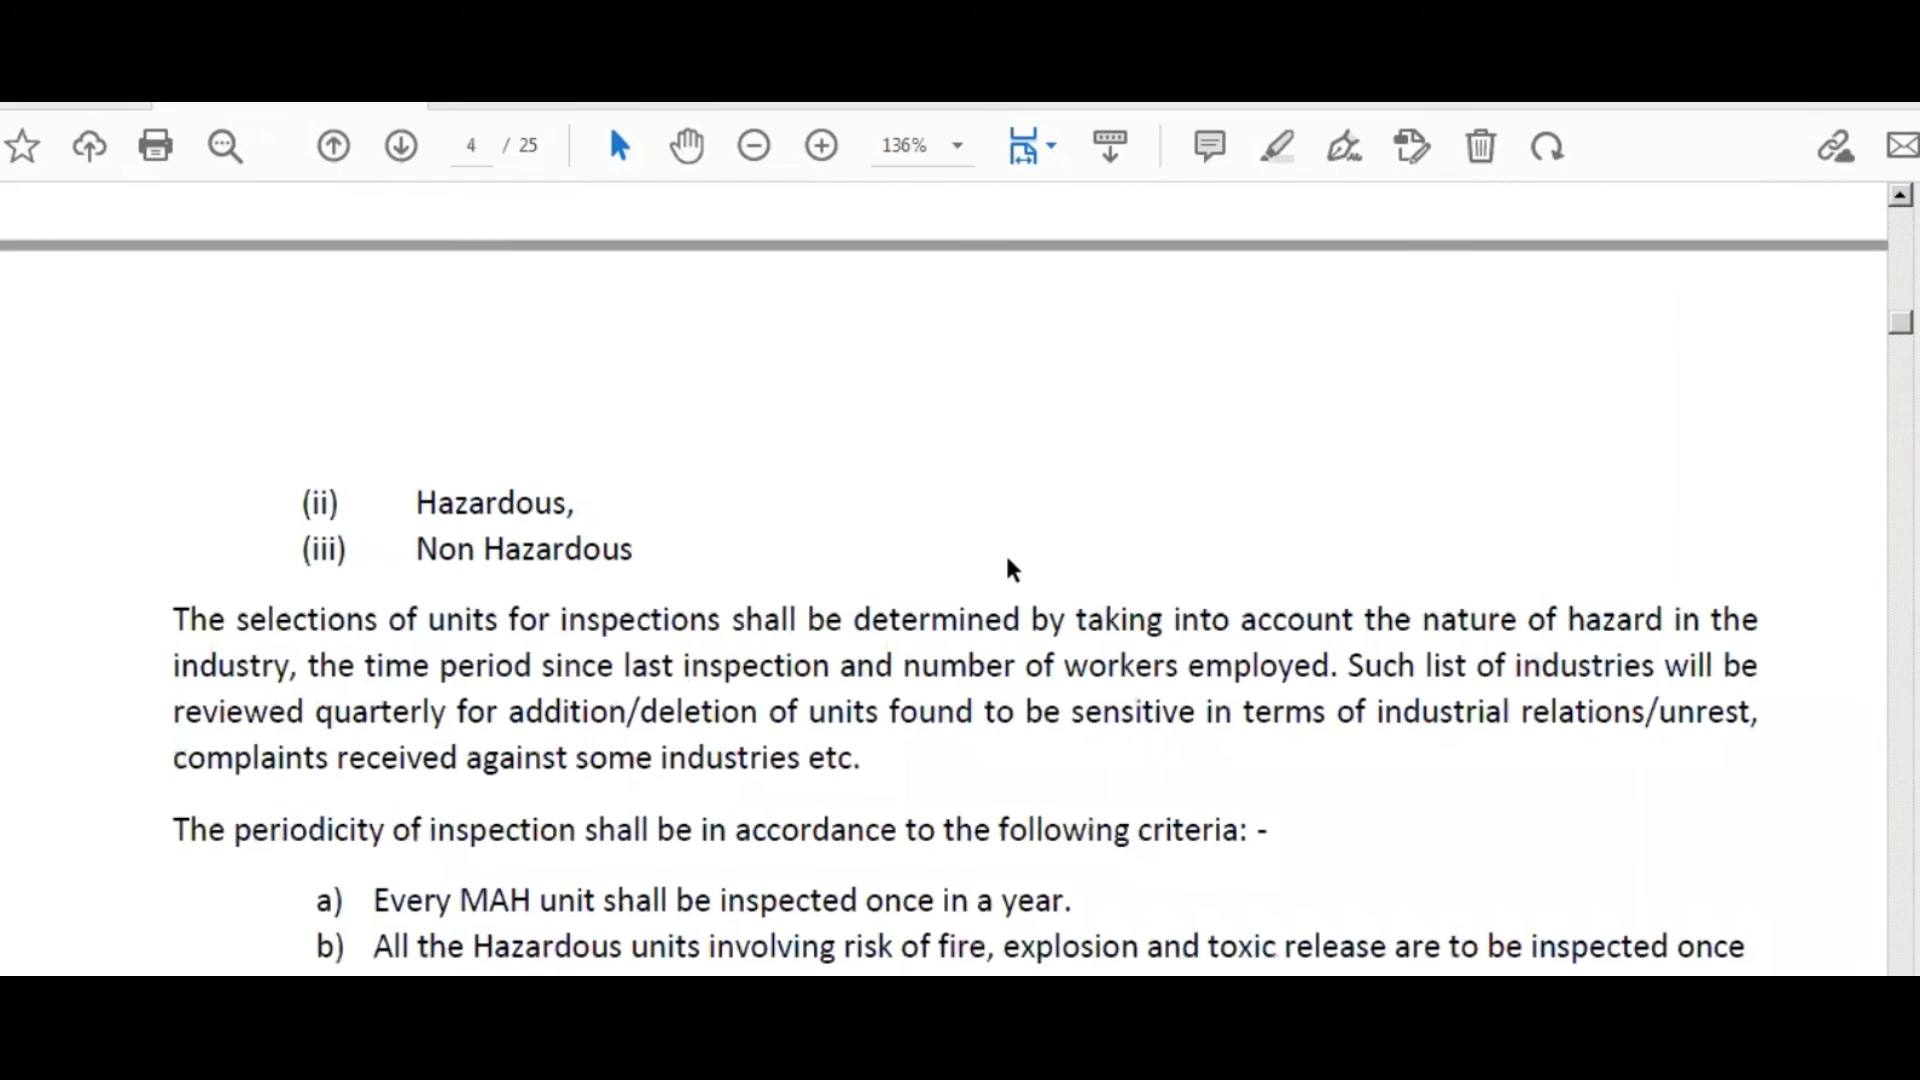 4 / 25 136%
(ii) Hazardous,
(iii) Non Hazardous
The selections of units for inspections shall be determined by taking into account the nature of hazard in the
industry, the time period since last inspection and number of workers employed. Such list of industries will be
reviewed quarterly for addition/deletion of units found to be sensitive in terms of industrial relations/unrest,
complaints received against some industries etc.
The periodicity of inspection shall be in accordance to the following criteria: -
a) Every MAH unit shall be inspected once in a year.
b) All the Hazardous units involving risk of fire, explosion and toxic release are to be inspected once